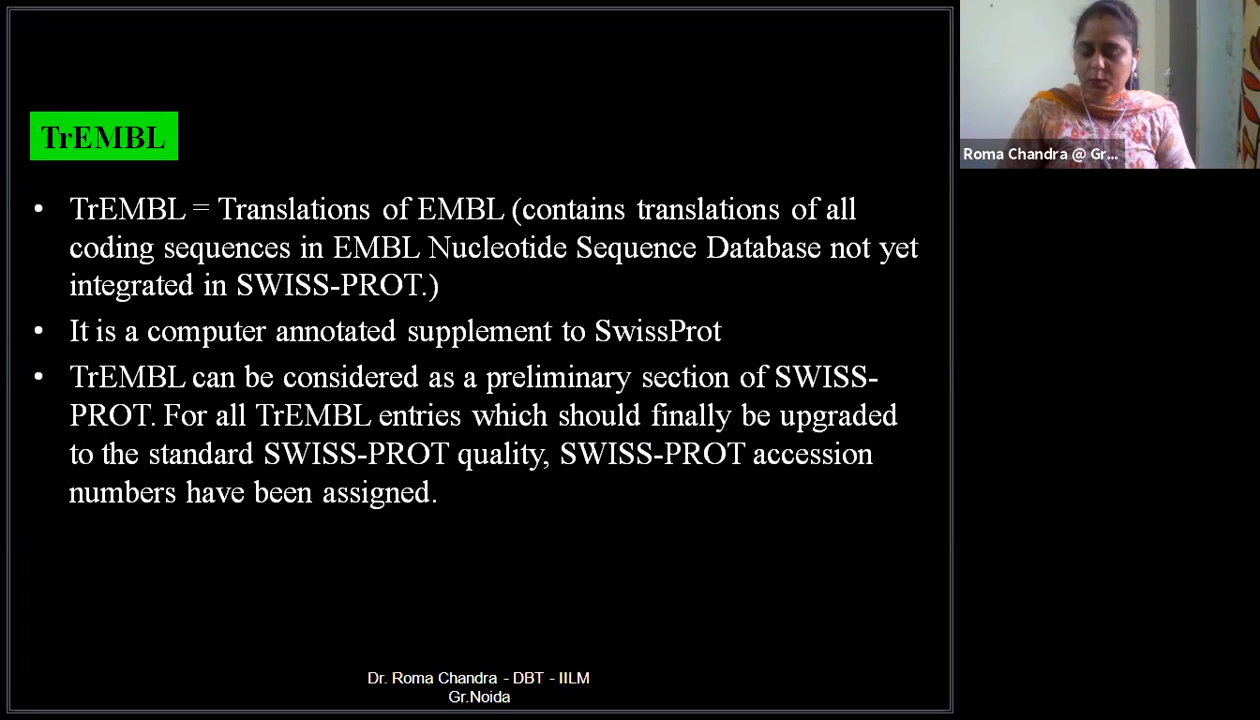 TrEMBL
• TrEMBL = Translations of EMBL (contains translations of all
coding sequences in EMBL Nucleotide Sequence Database not yet
integrated in SWISS-PROT.)
• It is a computer annotated supplement to SwissProt
• TrEMBL can be considered as a preliminary section of SWISS-
PROT. For all TrEMBL entries which should finally be upgraded
to the standard SWISS-PROT quality, SWISS-PROT accession
numbers have been assigned.
Dr. Roma Chandra - DBT - IILM
Gr.Noida
Roma Chandra @ Gr...